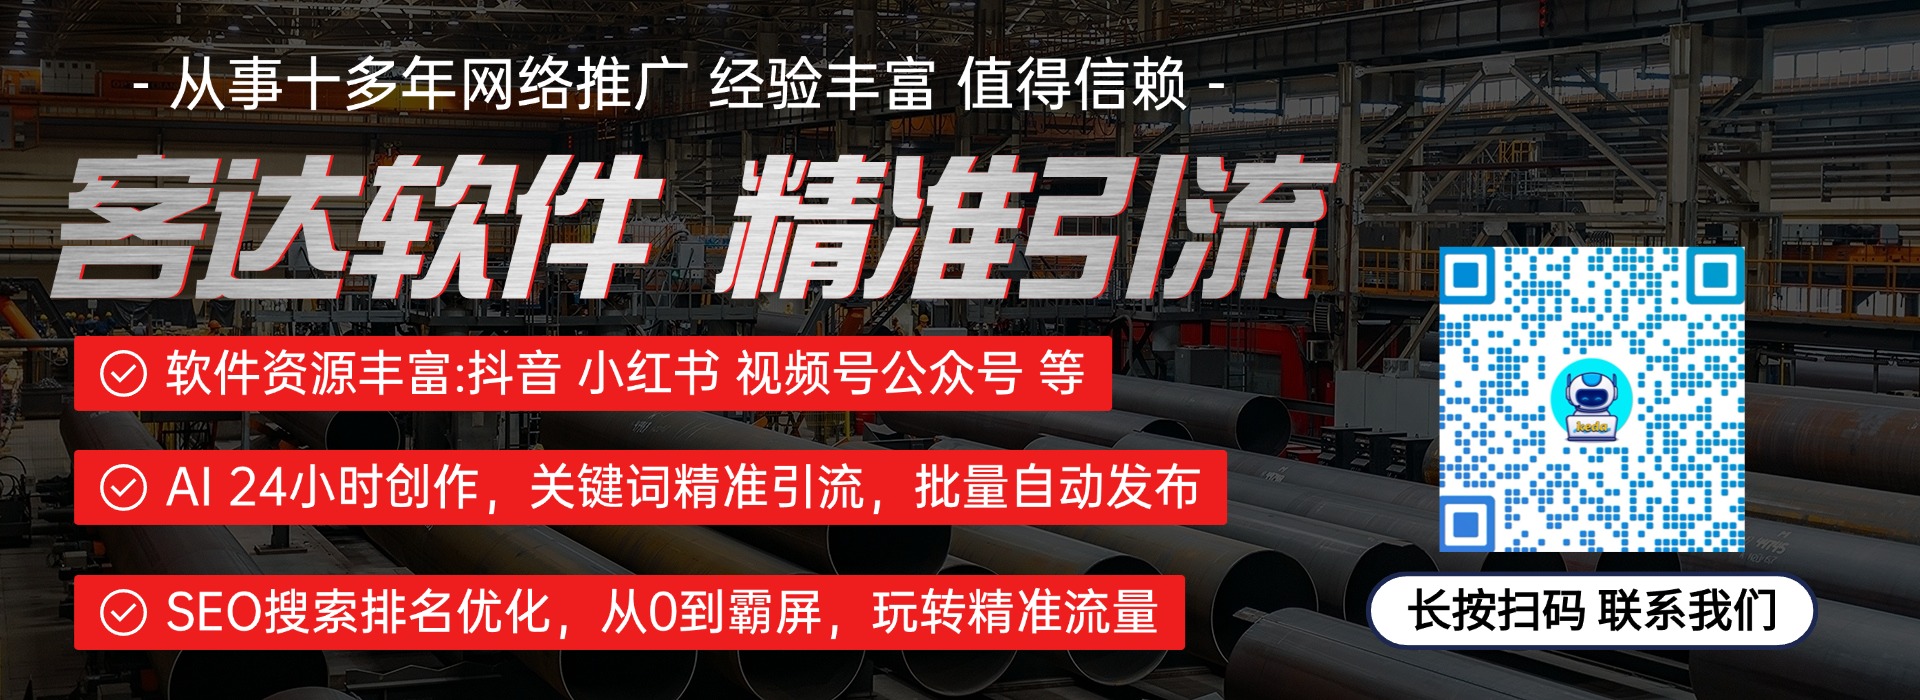 - 从事十多年网络推广 经验丰富 值得信赖 -
客达软件 精准引流
软件资源丰富:抖音 小红书 视频号公众号 等
AI 24小时创作，关键词精准引流，批量自动发布
SEO搜索排名优化，从0到霸屏，玩转精准流量
keda
长按扫码 联系我们